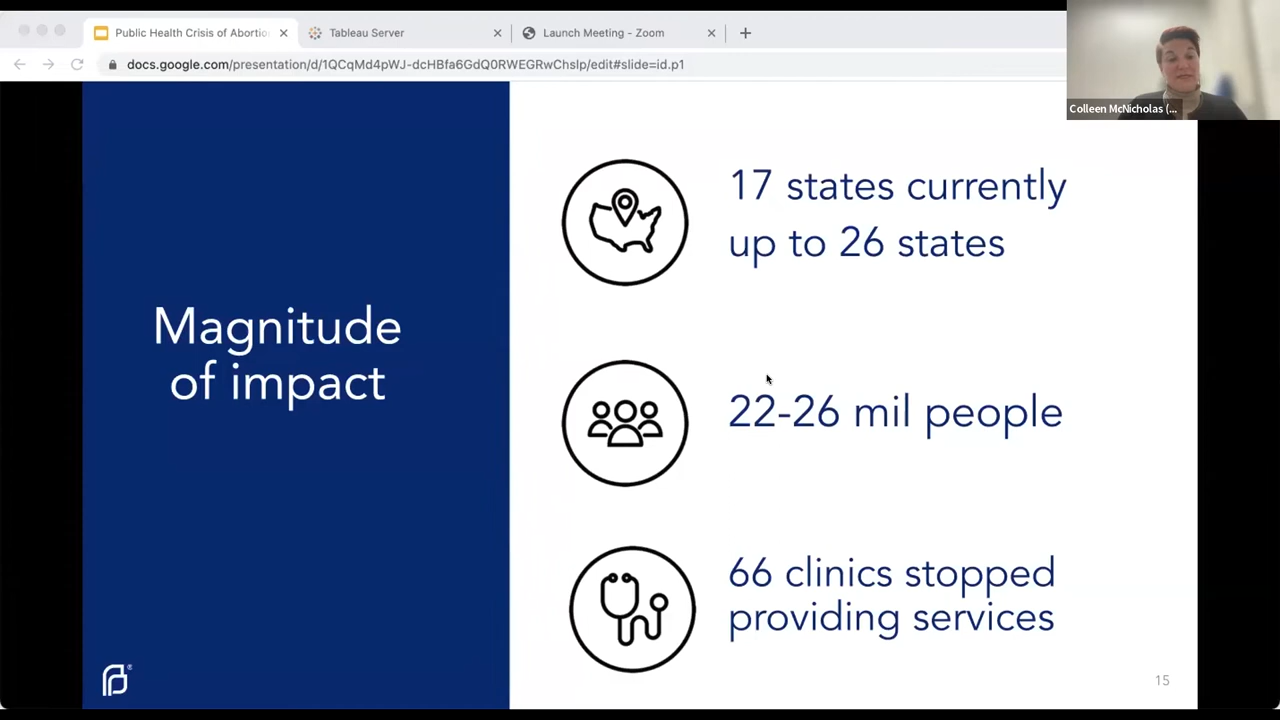 Public Health Crisis of Abortio
Tableau Server
Launch Meeting - Zoom
docs.google.com/presentation/d/1QCqMd4pWJ-dcHBfa6GdQ0RWEGRwChsIp/edit#slide=id.p1
Colleen McNicholas (...
Magnitude
of impact
17 states currently
up to 26 states
22-26 mil people
66 clinics stopped
providing services
15